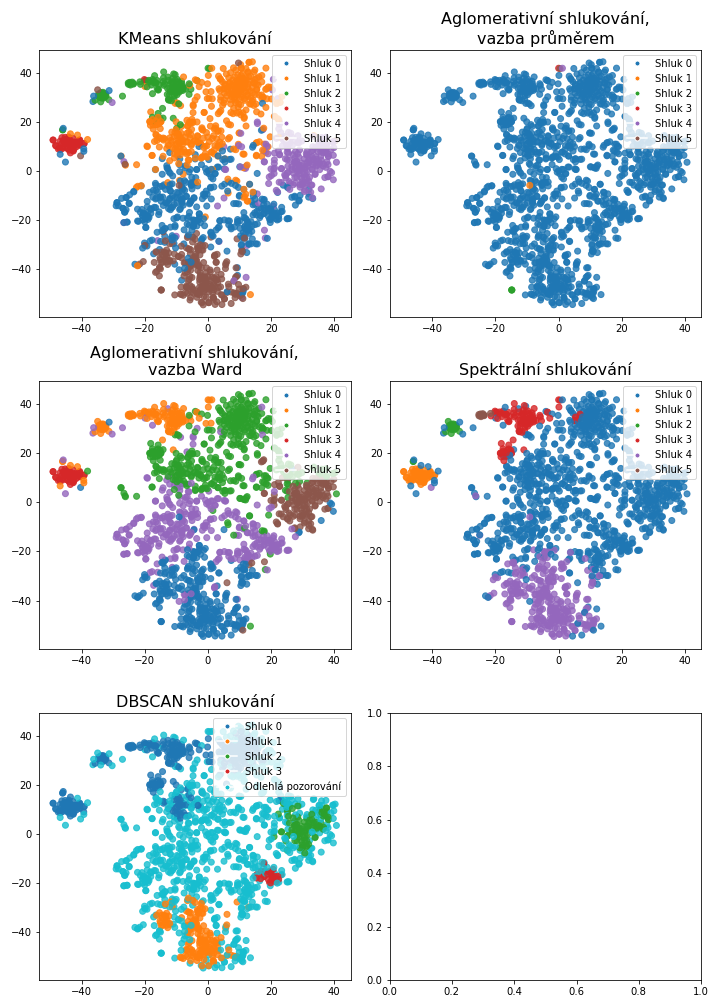 KMeans shlukování
Shluk 0
Shluk 1
Shluk 2
Shluk 3
Shluk 4
Shluk 5
40
20
0
−20
−40
−40
−20
0
20
40
Aglomerativní shlukování,
vazba průměrem
Shluk 0
Shluk 1
Shluk 2
Shluk 3
Shluk 4
Shluk 5
40
20
0
−20
−40
−40
−20
0
20
40
Aglomerativní shlukování,
vazba Ward
Shluk 0
Shluk 1
Shluk 2
Shluk 3
Shluk 4
Shluk 5
40
20
0
−20
−40
−40
−20
0
20
40
Spektrální shlukování
Shluk 0
Shluk 1
Shluk 2
Shluk 3
Shluk 4
Shluk 5
40
20
0
−20
−40
−40
−20
0
20
40
DBSCAN shlukování
Shluk 0
Shluk 1
Shluk 2
Shluk 3
Odlehlá pozorování
40
20
0
−20
−40
−40
−20
0
20
40
1.0
0.8
0.6
0.4
0.2
0.0
0.0
0.2
0.4
0.6
0.8
1.0